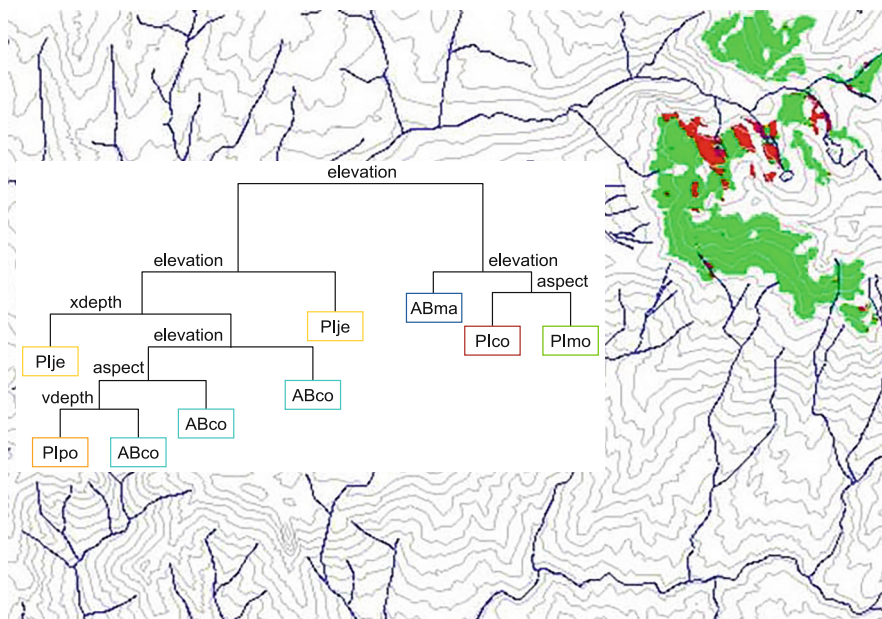 elevation
elevation
elevation
aspect
xdepth
ABma
elevation
PIje
PIco
PImo
PIje
aspect
ABco
vdepth
ABco
PIpo
ABco